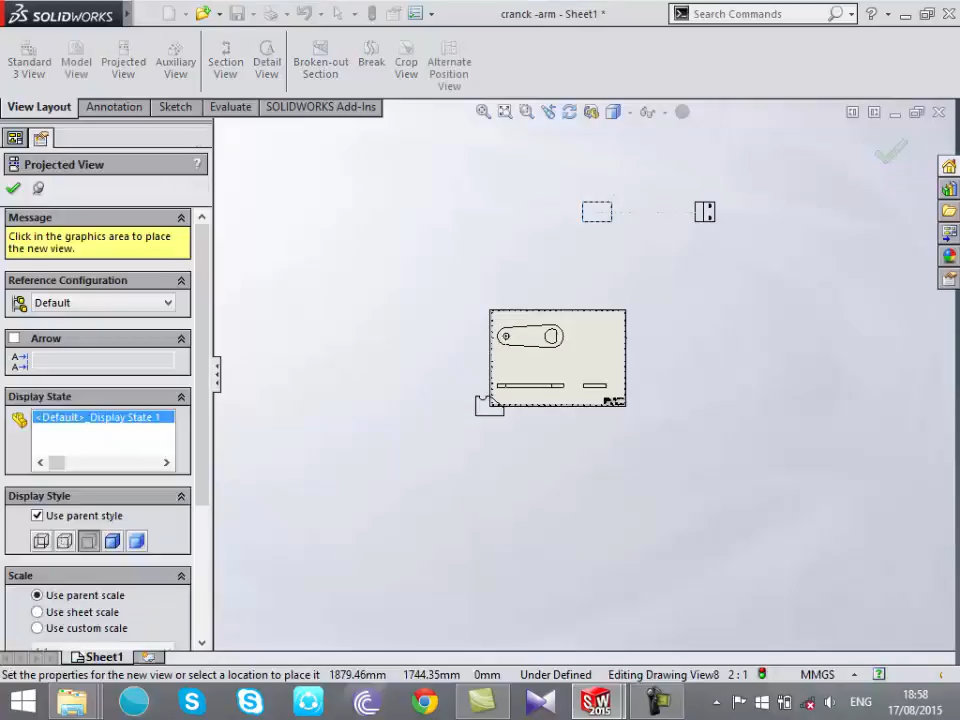 SOLIDWORKS
cranck -arm - Sheet1 *
Search Commands
?
Standard
3 View
Model
View
Projected
View
Auxiliary
View
Section
View
Detail
View
Broken-out
Section
Break
Crop
View
Alternate
Position
View
View Layout
Annotation
Sketch
Evaluate
SOLIDWORKS Add-Ins
Projected View
?
Message
Click in the graphics area to place
the new view.
Reference Configuration
Default
Arrow
Display State
<Default>_Display State 1
Display Style
Use parent style
Scale
Use parent scale
Use sheet scale
Use custom scale
Sheet1
Set the properties for the new view or select a location to place it
1879.46mm
1744.35mm
0mm
Under Defined
Editing Drawing View8
2 : 1
MMGS
?
ENG
18:58
17/08/2015